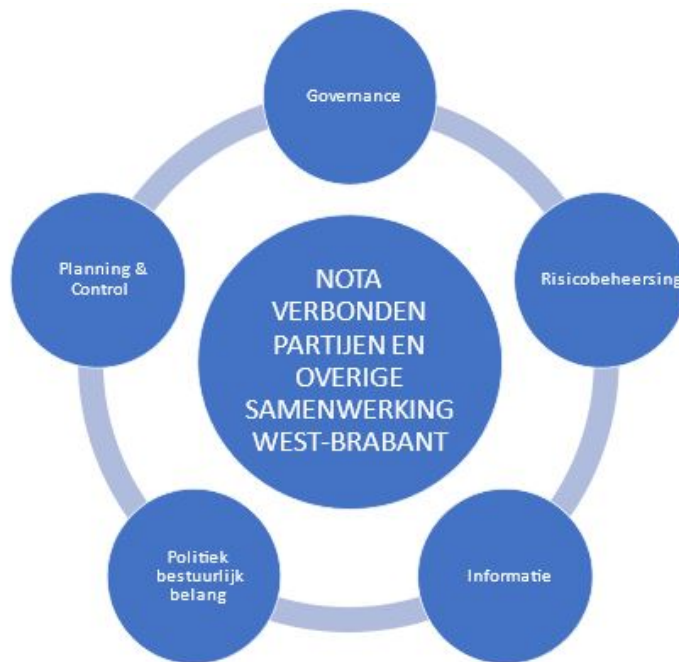 Governance
Planning &
Control
Risicobeheersing
NOTA
VERBONDEN
PARTIJEN EN
OVERIGE
SAMENWERKING
WEST-BRABANT
Politiek
bestuurlijk
belang
Informatie